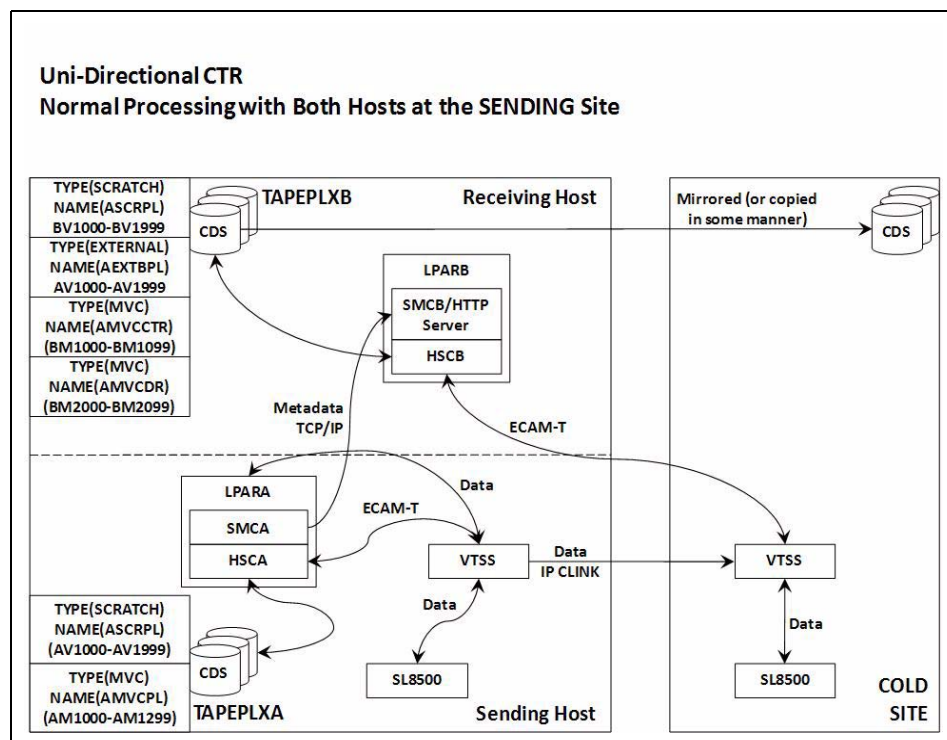 Uni-Directional CTR
Normal Processing with Both Hosts at the SENDING Site
TYPE(SCRATCH)
NAME(ASCRPL)
BV1000-BV1999
TYPE(EXTERNAL)
NAME(AEXTBPL)
AV1000-AV1999
TYPE(MVC)
NAME(AMVCCTR)
(BM1000-BM1099)
TYPE(MVC)
NAME(AMVCDR)
(BM2000-BM2099)
TAPEPLXB
CDS
Receiving Host
LPARB
SMCB/HTTP
Server
HSCB
Mirrored (or copied
in some manner)
CDS
Metadata
TCP/IP
ECAM-T
LPARA
SMCA
HSCA
Data
ECAM-T
VTSS
Data
IP CLINK
VTSS
Data
Data
TYPE(SCRATCH)
NAME(ASCRPL)
(AV1000-AV1999)
TYPE(MVC)
NAME(AMVCPL)
(AM1000-AM1299)
CDS
TAPEPLXA
SL8500
Sending Host
SL8500
COLD
SITE